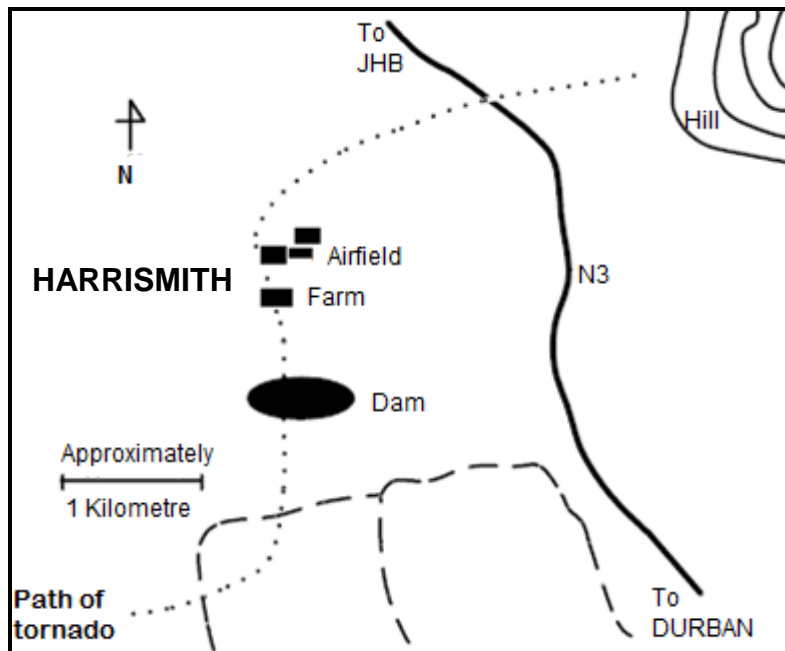 To
JHB
Hill
N
Airfield
HARRISMITH
N3
Farm
Dam
Approximately
1 Kilometre
Path of
tornado
To
DURBAN